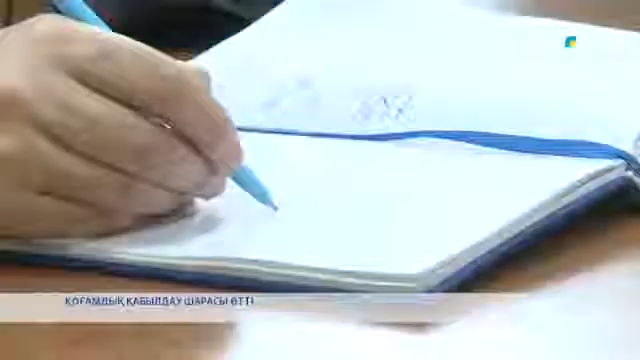 ҚОҒАМДЫҚ ҚАБЫЛДАУ ШАРАСЫ ӨТТІ